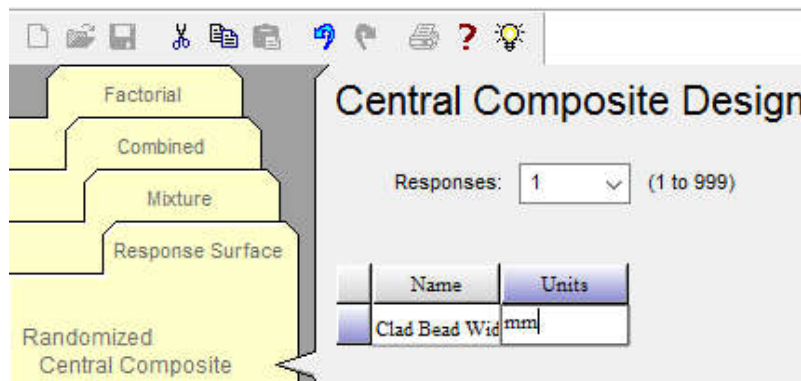 Factorial
Combined
Mixture
Response Surface
Randomized
Central Composite
Central Composite Design
Responses: 1 (1 to 999)
Name Units
Clad Bead Wid mm